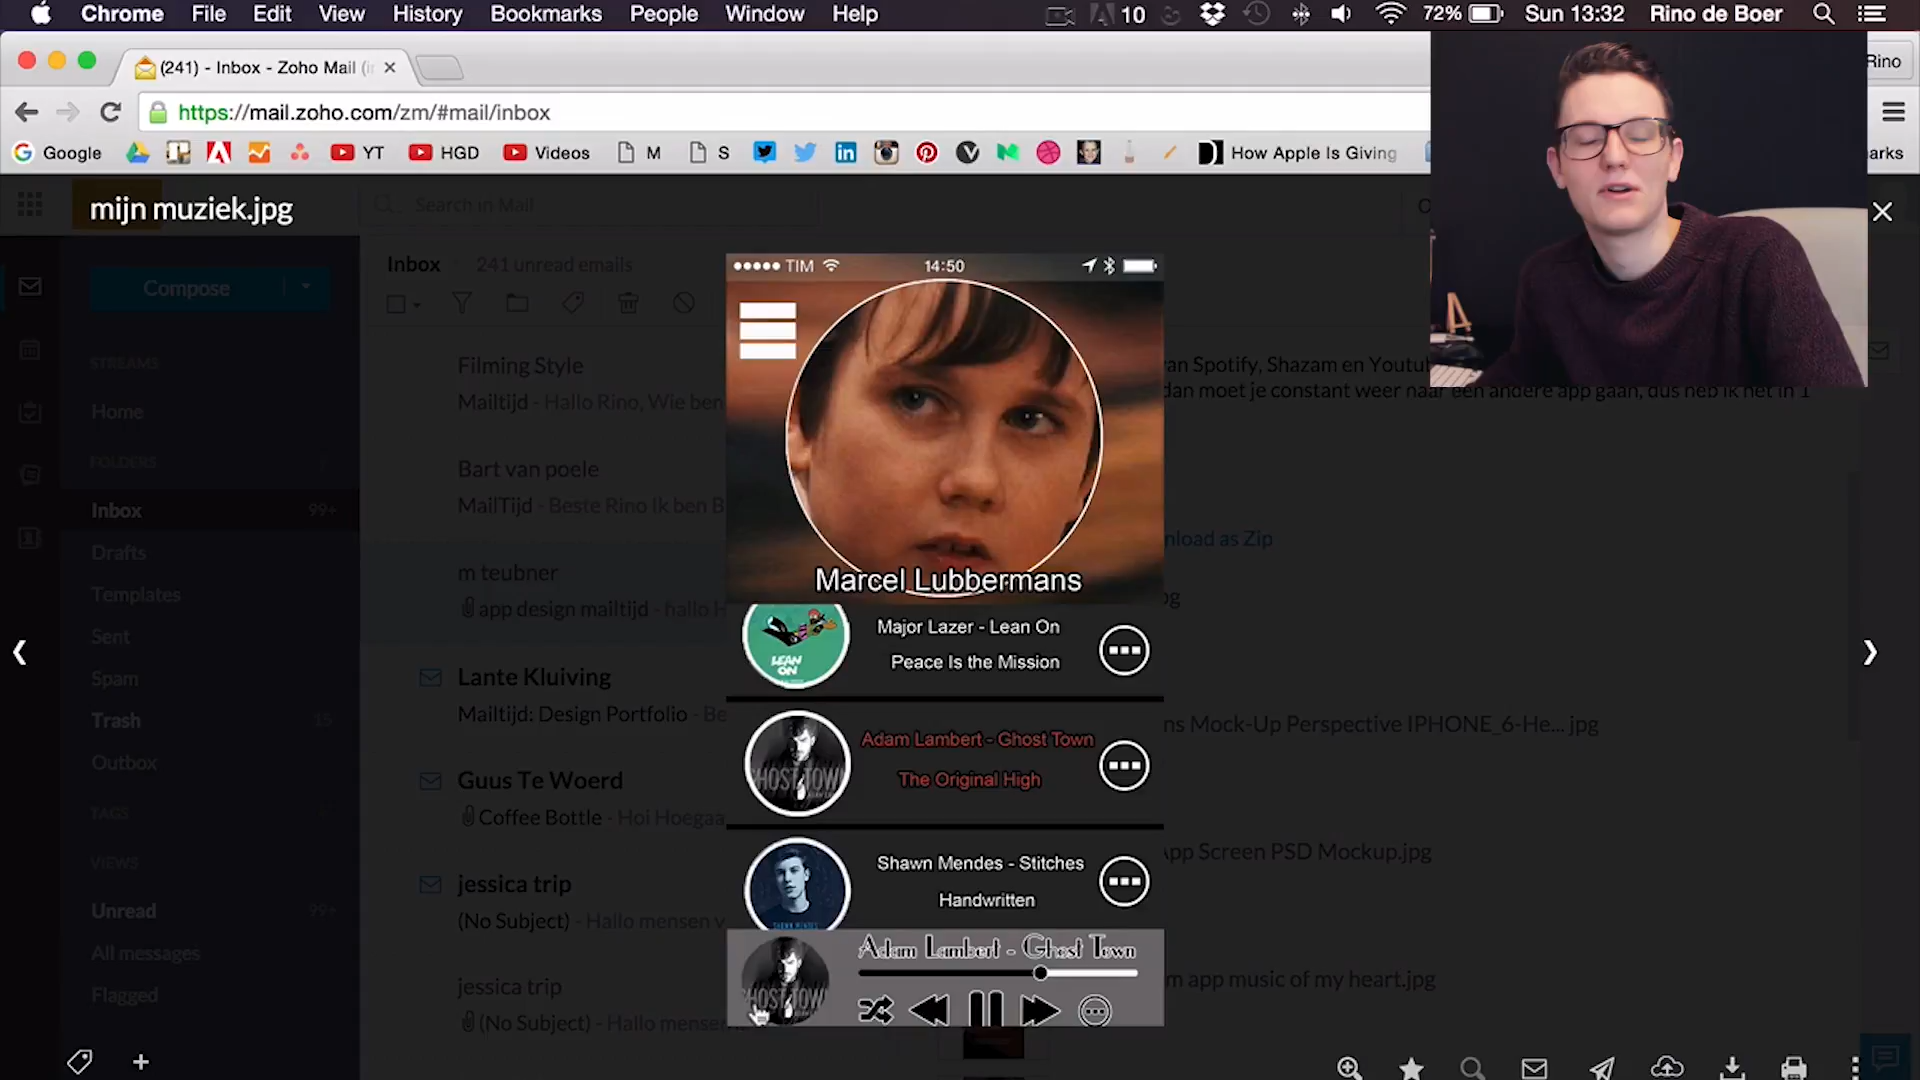 Chrome File Edit View History Bookmarks People Window Help 10 72% Sun 13:32 Rino de Boer
(241) - Inbox - Zoho Mail (i
Rino
https://mail.zoho.com/zm/#mail/inbox
Google YT HGD Videos M S How Apple Is Giving arks
mijn muziek.jpg
Search in Mail
Compose
Inbox 241 unread emails
STREAMS
Home
FOLDERS
Inbox 99+
Drafts
Templates
Sent
Spam
Trash 15
Outbox
TAGS
VIEWS
Unread 99+
All messages
Flagged
Filming Style
Mailtijd - Hallo Rino, Wie ben
Bart van poele
MailTijd - Beste Rino Ik ben B
m teubner
app design mailtijd - hallo H
Lante Kluiving
Mailtijd: Design Portfolio - Be
Guus Te Woerd
Coffee Bottle - Hoi Hoegaa
jessica trip
(No Subject) - Hallo mensen v
jessica trip
(No Subject) - Hallo mense
TIM 14:50
Marcel Lubbermans
LEAN ON
Major Lazer - Lean On
Peace Is the Mission
Adam Lambert - Ghost Town
The Original High
Shawn Mendes - Stitches
Handwritten
Adam Lambert - Ghost Town
van Spotify, Shazam en Youtu
dan moet je constant weer naar een andere app gaan, dus heb ik het in 1
nload as Zip
pg
ns Mock-Up Perspective IPHONE_6-He... jpg
pp Screen PSD Mockup.jpg
m app music of my heart.jpg